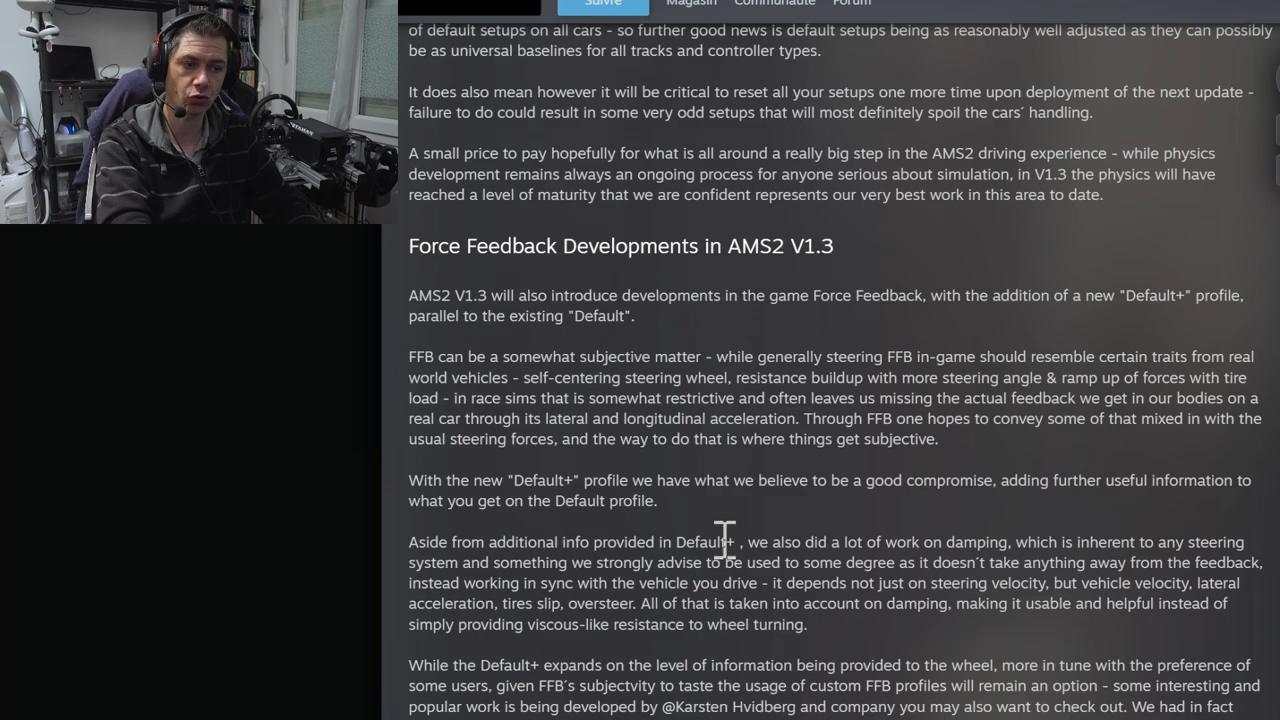 Suivre Magasin Communauté Forum
of default setups on all cars - so further good news is default setups being as reasonably well adjusted as they can possibly
be as universal baselines for all tracks and controller types.
It does also mean however it will be critical to reset all your setups one more time upon deployment of the next update -
failure to do could result in some very odd setups that will most definitely spoil the cars´ handling.
A small price to pay hopefully for what is all around a really big step in the AMS2 driving experience - while physics
development remains always an ongoing process for anyone serious about simulation, in V1.3 the physics will have
reached a level of maturity that we are confident represents our very best work in this area to date.
Force Feedback Developments in AMS2 V1.3
AMS2 V1.3 will also introduce developments in the game Force Feedback, with the addition of a new "Default+" profile,
parallel to the existing "Default".
FFB can be a somewhat subjective matter - while generally steering FFB in-game should resemble certain traits from real
world vehicles - self-centering steering wheel, resistance buildup with more steering angle & ramp up of forces with tire
load - in race sims that is somewhat restrictive and often leaves us missing the actual feedback we get in our bodies on a
real car through its lateral and longitudinal acceleration. Through FFB one hopes to convey some of that mixed in with the
usual steering forces, and the way to do that is where things get subjective.
With the new "Default+" profile we have what we believe to be a good compromise, adding further useful information to
what you get on the Default profile.
Aside from additional info provided in Default+ , we also did a lot of work on damping, which is inherent to any steering
system and something we strongly advise to be used to some degree as it doesn´t take anything away from the feedback,
instead working in sync with the vehicle you drive - it depends not just on steering velocity, but vehicle velocity, lateral
acceleration, tires slip, oversteer. All of that is taken into account on damping, making it usable and helpful instead of
simply providing viscous-like resistance to wheel turning.
While the Default+ expands on the level of information being provided to the wheel, more in tune with the preference of
some users, given FFB´s subjectvity to taste the usage of custom FFB profiles will remain an option - some interesting and
popular work is being developed by @Karsten Hvidberg and company you may also want to check out. We had in fact